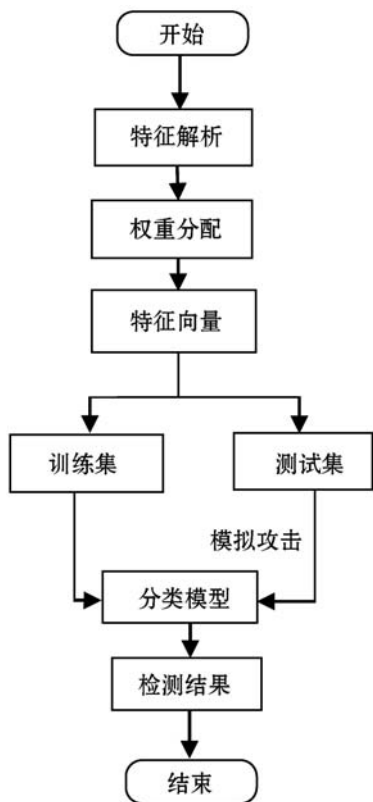 开始
特征解析
权重分配
特征向量
训练集
测试集
模拟攻击
分类模型
检测结果
结束